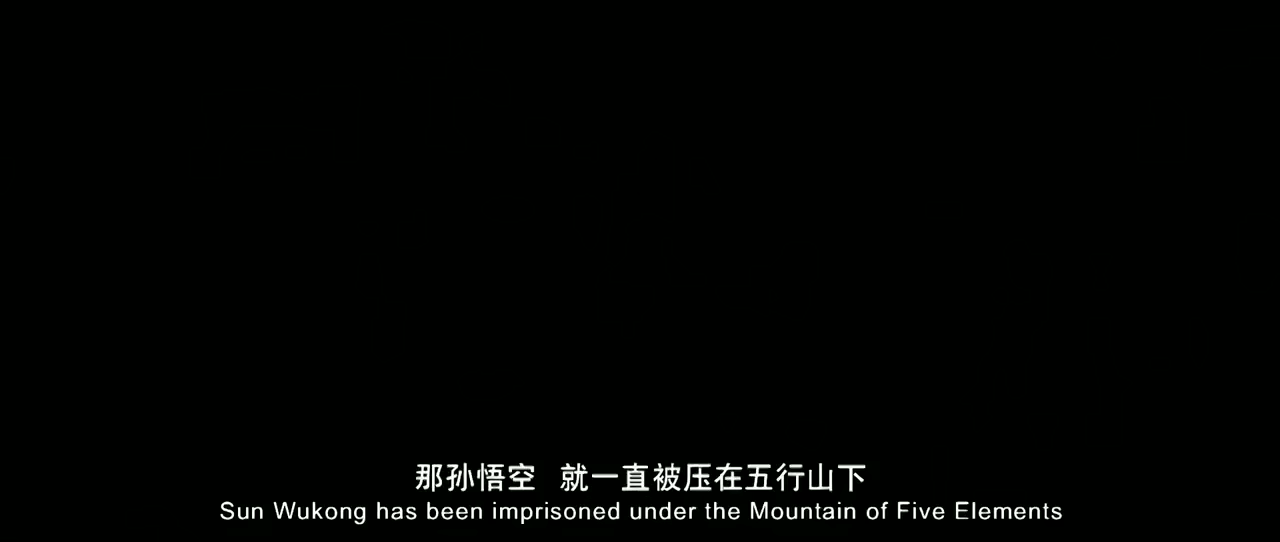 那孙悟空 就一直被压在五行山下
Sun Wukong has been imprisoned under the Mountain of Five Elements